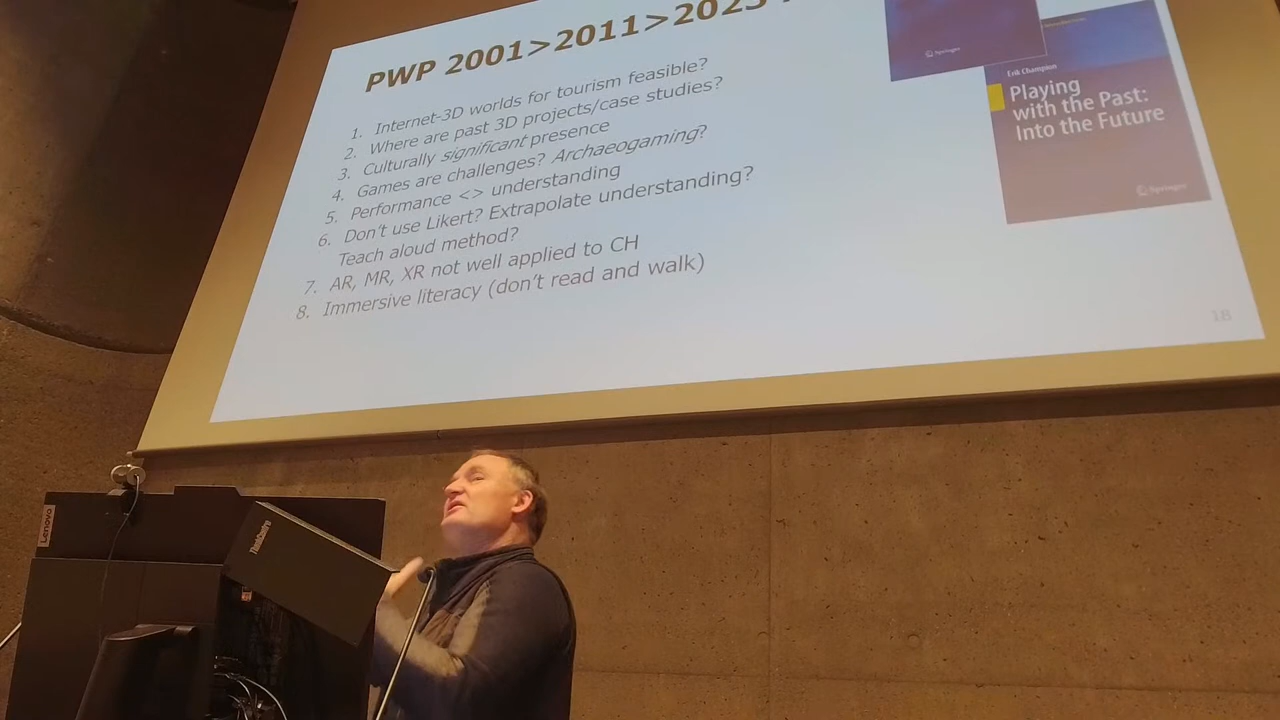 PWP 2001>2011>2023
1. Internet-3D worlds for tourism feasible?
2. Where are past 3D projects/case studies?
3. Culturally significant presence
4. Games are challenges? Archaeogaming?
5. Performance <> understanding
6. Don't use Likert? Extrapolate understanding?
Teach aloud method?
7. AR, MR, XR not well applied to CH
8. Immersive literacy (don't read and walk)
Springer
Erik Champion
Playing
with the Past:
Into the Future
Springer
18
Lenovo
ThinkCentre